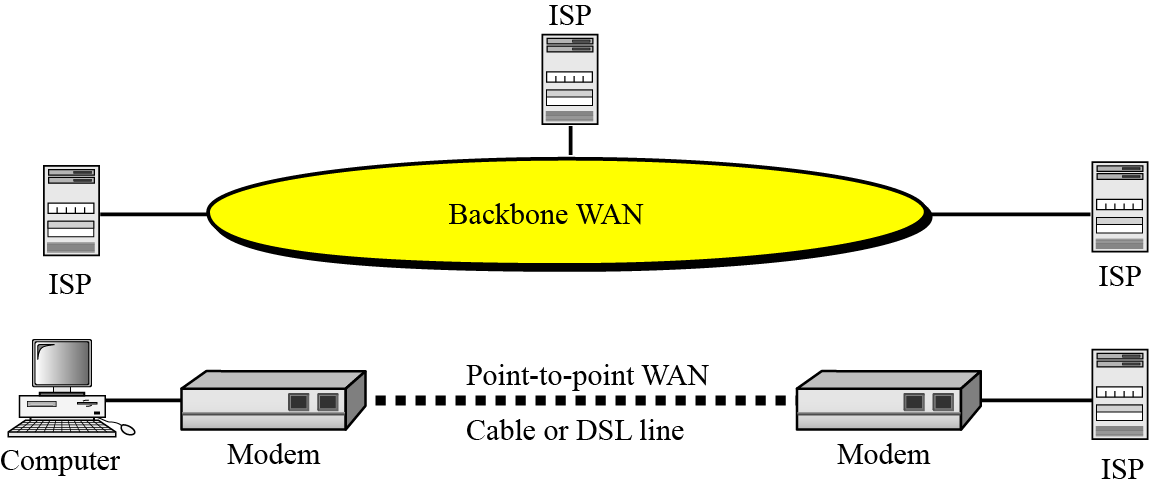 ISP
Backbone WAN
ISP
ISP
Point-to-point WAN
Cable or DSL line
Computer
Modem
Modem
ISP